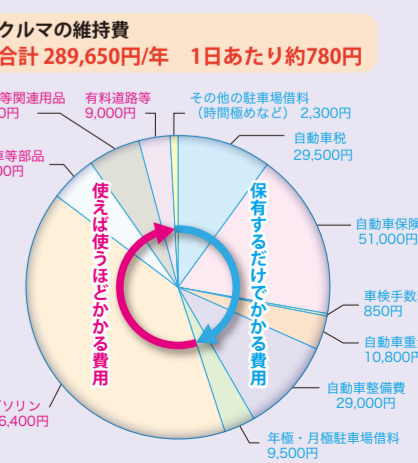 クルマの維持費
合計 289,650円/年　1日あたり約780円
等関連用品
0円
有料道路等
9,000円
その他の駐車場借料
（時間極めなど） 2,300円
自動車税
29,500円
等部品
00円
自動車保険
51,000円
車検手数
850円
自動車重
10,800円
自動車整備費
29,000円
年極・月極駐車場借料
9,500円
ソリン
6,400円
使えば使うほどかかる費用
保有するだけでかかる費用